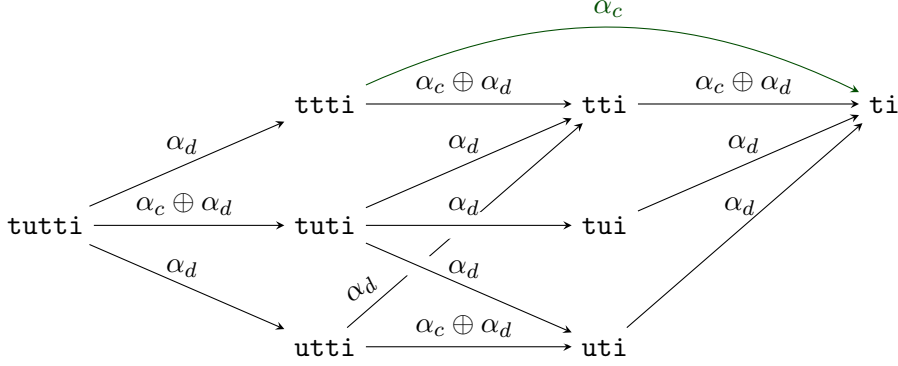 α_c
α_c ⊕ α_d α_c ⊕ α_d
ttti tti ti
α_d α_d α_d
α_c ⊕ α_d α_d α_d
tutti tuti tui
α_d α_d
α_d
α_c ⊕ α_d
utti uti